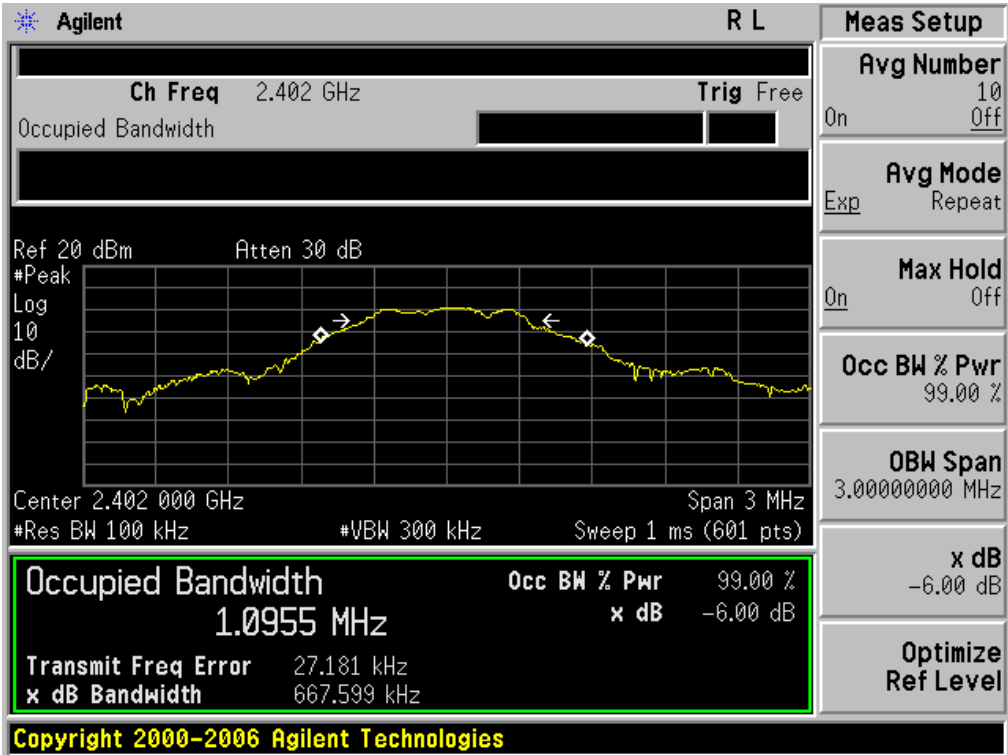 Agilent R L
Ch Freq 2.402 GHz Trig Free
Occupied Bandwidth
Ref 20 dBm Atten 30 dB
#Peak
Log
10
dB/
Center 2.402 000 GHz Span 3 MHz
#Res BW 100 kHz #VBW 300 kHz Sweep 1 ms (601 pts)
Occupied Bandwidth Occ BW % Pwr 99.00 %
1.0955 MHz x dB -6.00 dB
Transmit Freq Error 27.181 kHz
x dB Bandwidth 667.599 kHz
Copyright 2000-2006 Agilent Technologies
Meas Setup
Avg Number
10
On Off
Avg Mode
Exp Repeat
Max Hold
On Off
Occ BW % Pwr
99.00 %
OBW Span
3.00000000 MHz
x dB
-6.00 dB
Optimize
Ref Level